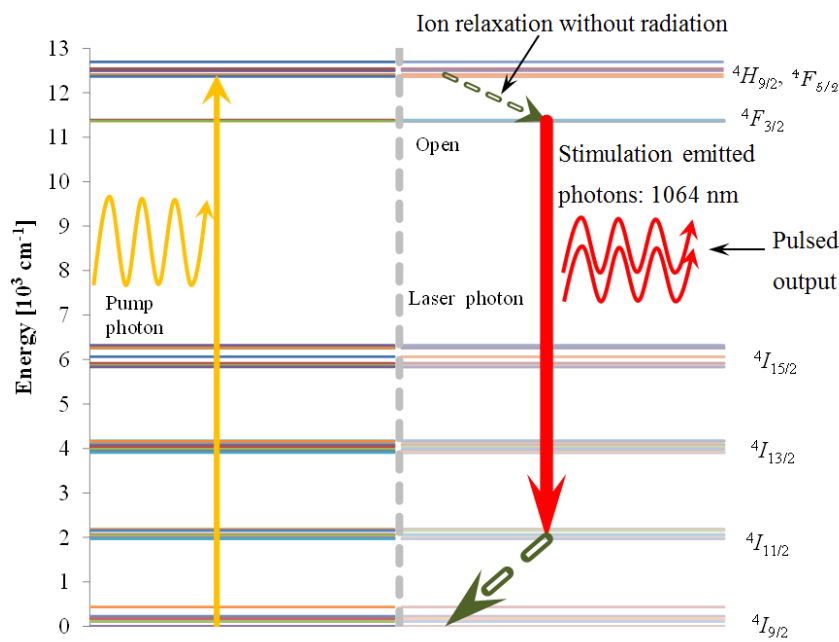 Ion relaxation without radiation
13
12
11
10
9
8
7
6
5
4
3
2
1
0
Energy [10³ cm⁻¹]
⁴H₉/₂, ⁴F₅/₂
⁴F₃/₂
Open
Stimulation emitted
photons: 1064 nm
Pulsed
output
Pump
photon
Laser photon
⁴I₁₅/₂
⁴I₁₃/₂
⁴I₁₁/₂
⁴I₉/₂